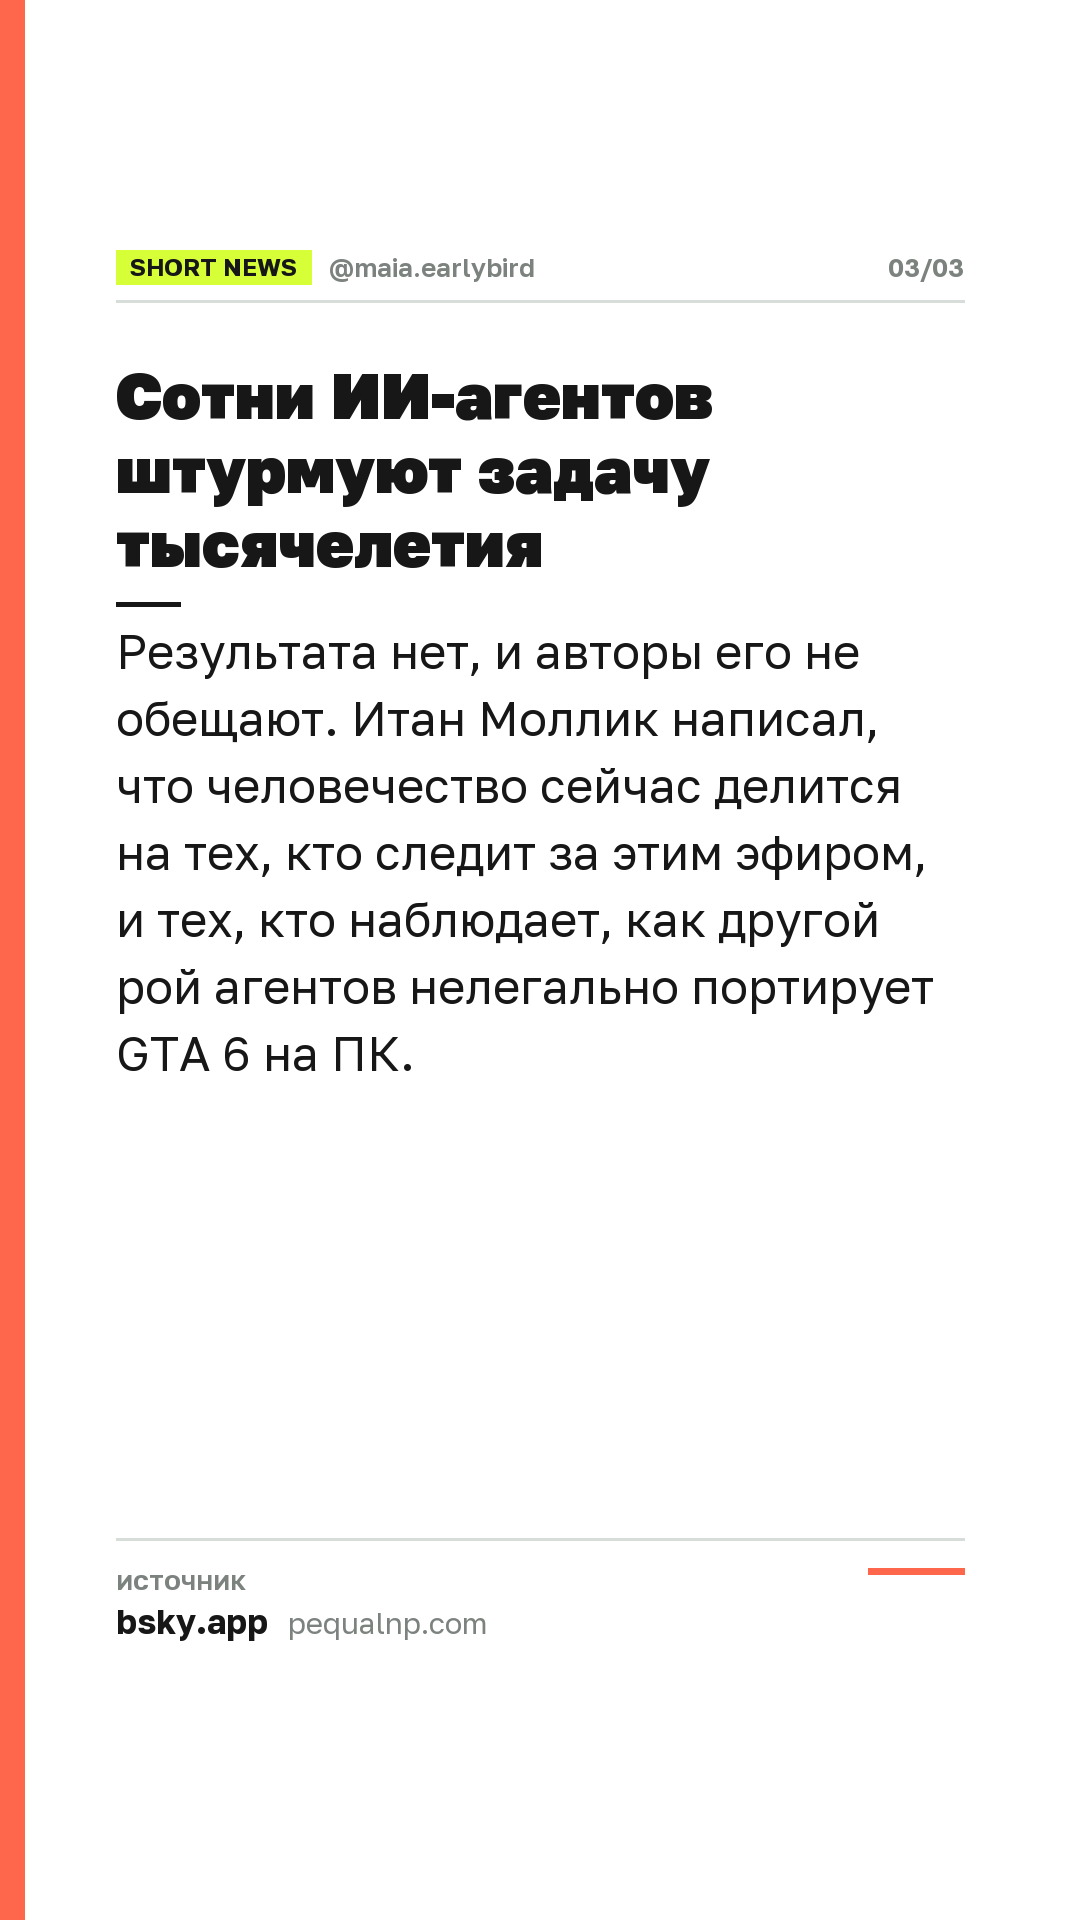 SHORT NEWS @maia.earlybird 03/03
Сотни ИИ-агентов
штурмуют задачу
тысячелетия
Результата нет, и авторы его не
обещают. Итан Моллик написал,
что человечество сейчас делится
на тех, кто следит за этим эфиром,
и тех, кто наблюдает, как другой
рой агентов нелегально портирует
GTA 6 на ПК.
источник
bsky.app pequalnp.com